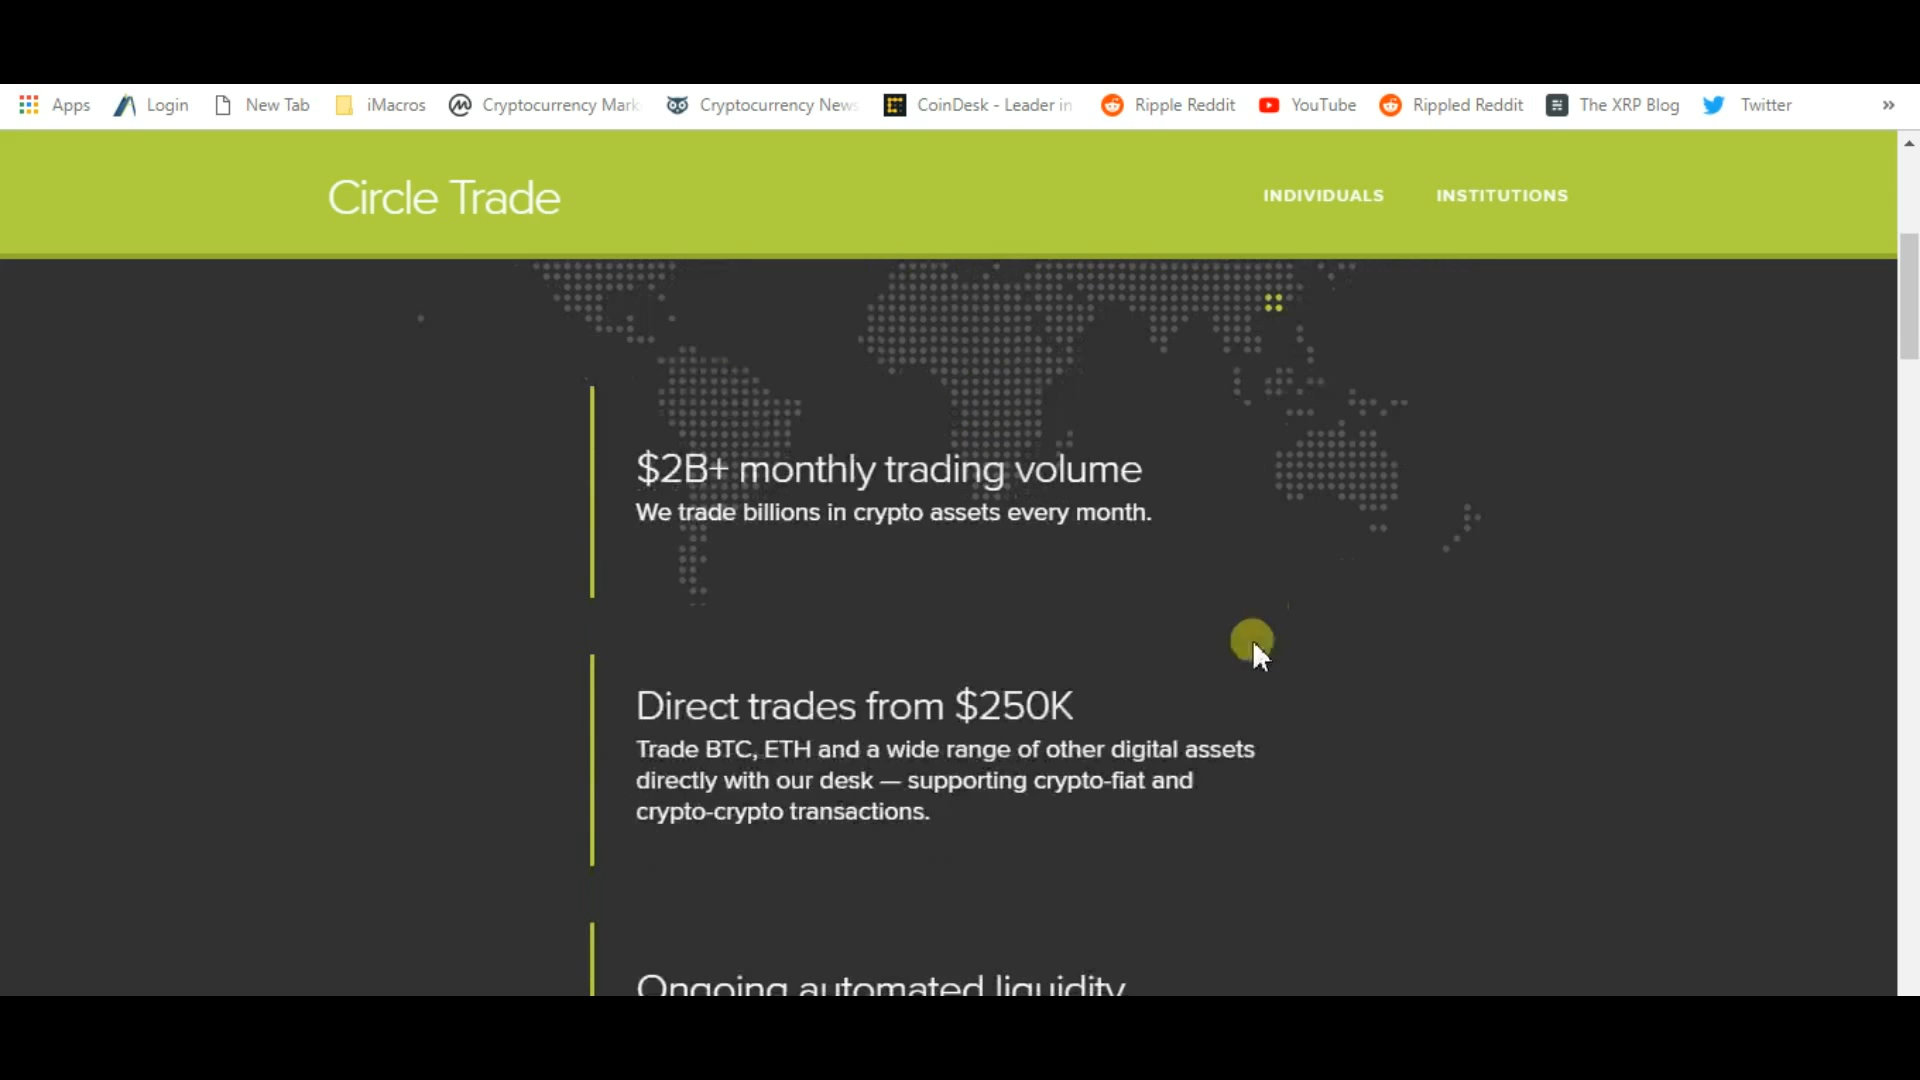 Apps Login New Tab iMacros Cryptocurrency Mark Cryptocurrency News CoinDesk - Leader in Ripple Reddit YouTube Rippled Reddit The XRP Blog Twitter »
Circle Trade INDIVIDUALS INSTITUTIONS
$2B+ monthly trading volume
We trade billions in crypto assets every month.
Direct trades from $250K
Trade BTC, ETH and a wide range of other digital assets
directly with our desk — supporting crypto-fiat and
crypto-crypto transactions.
Ongoing automated liquidity